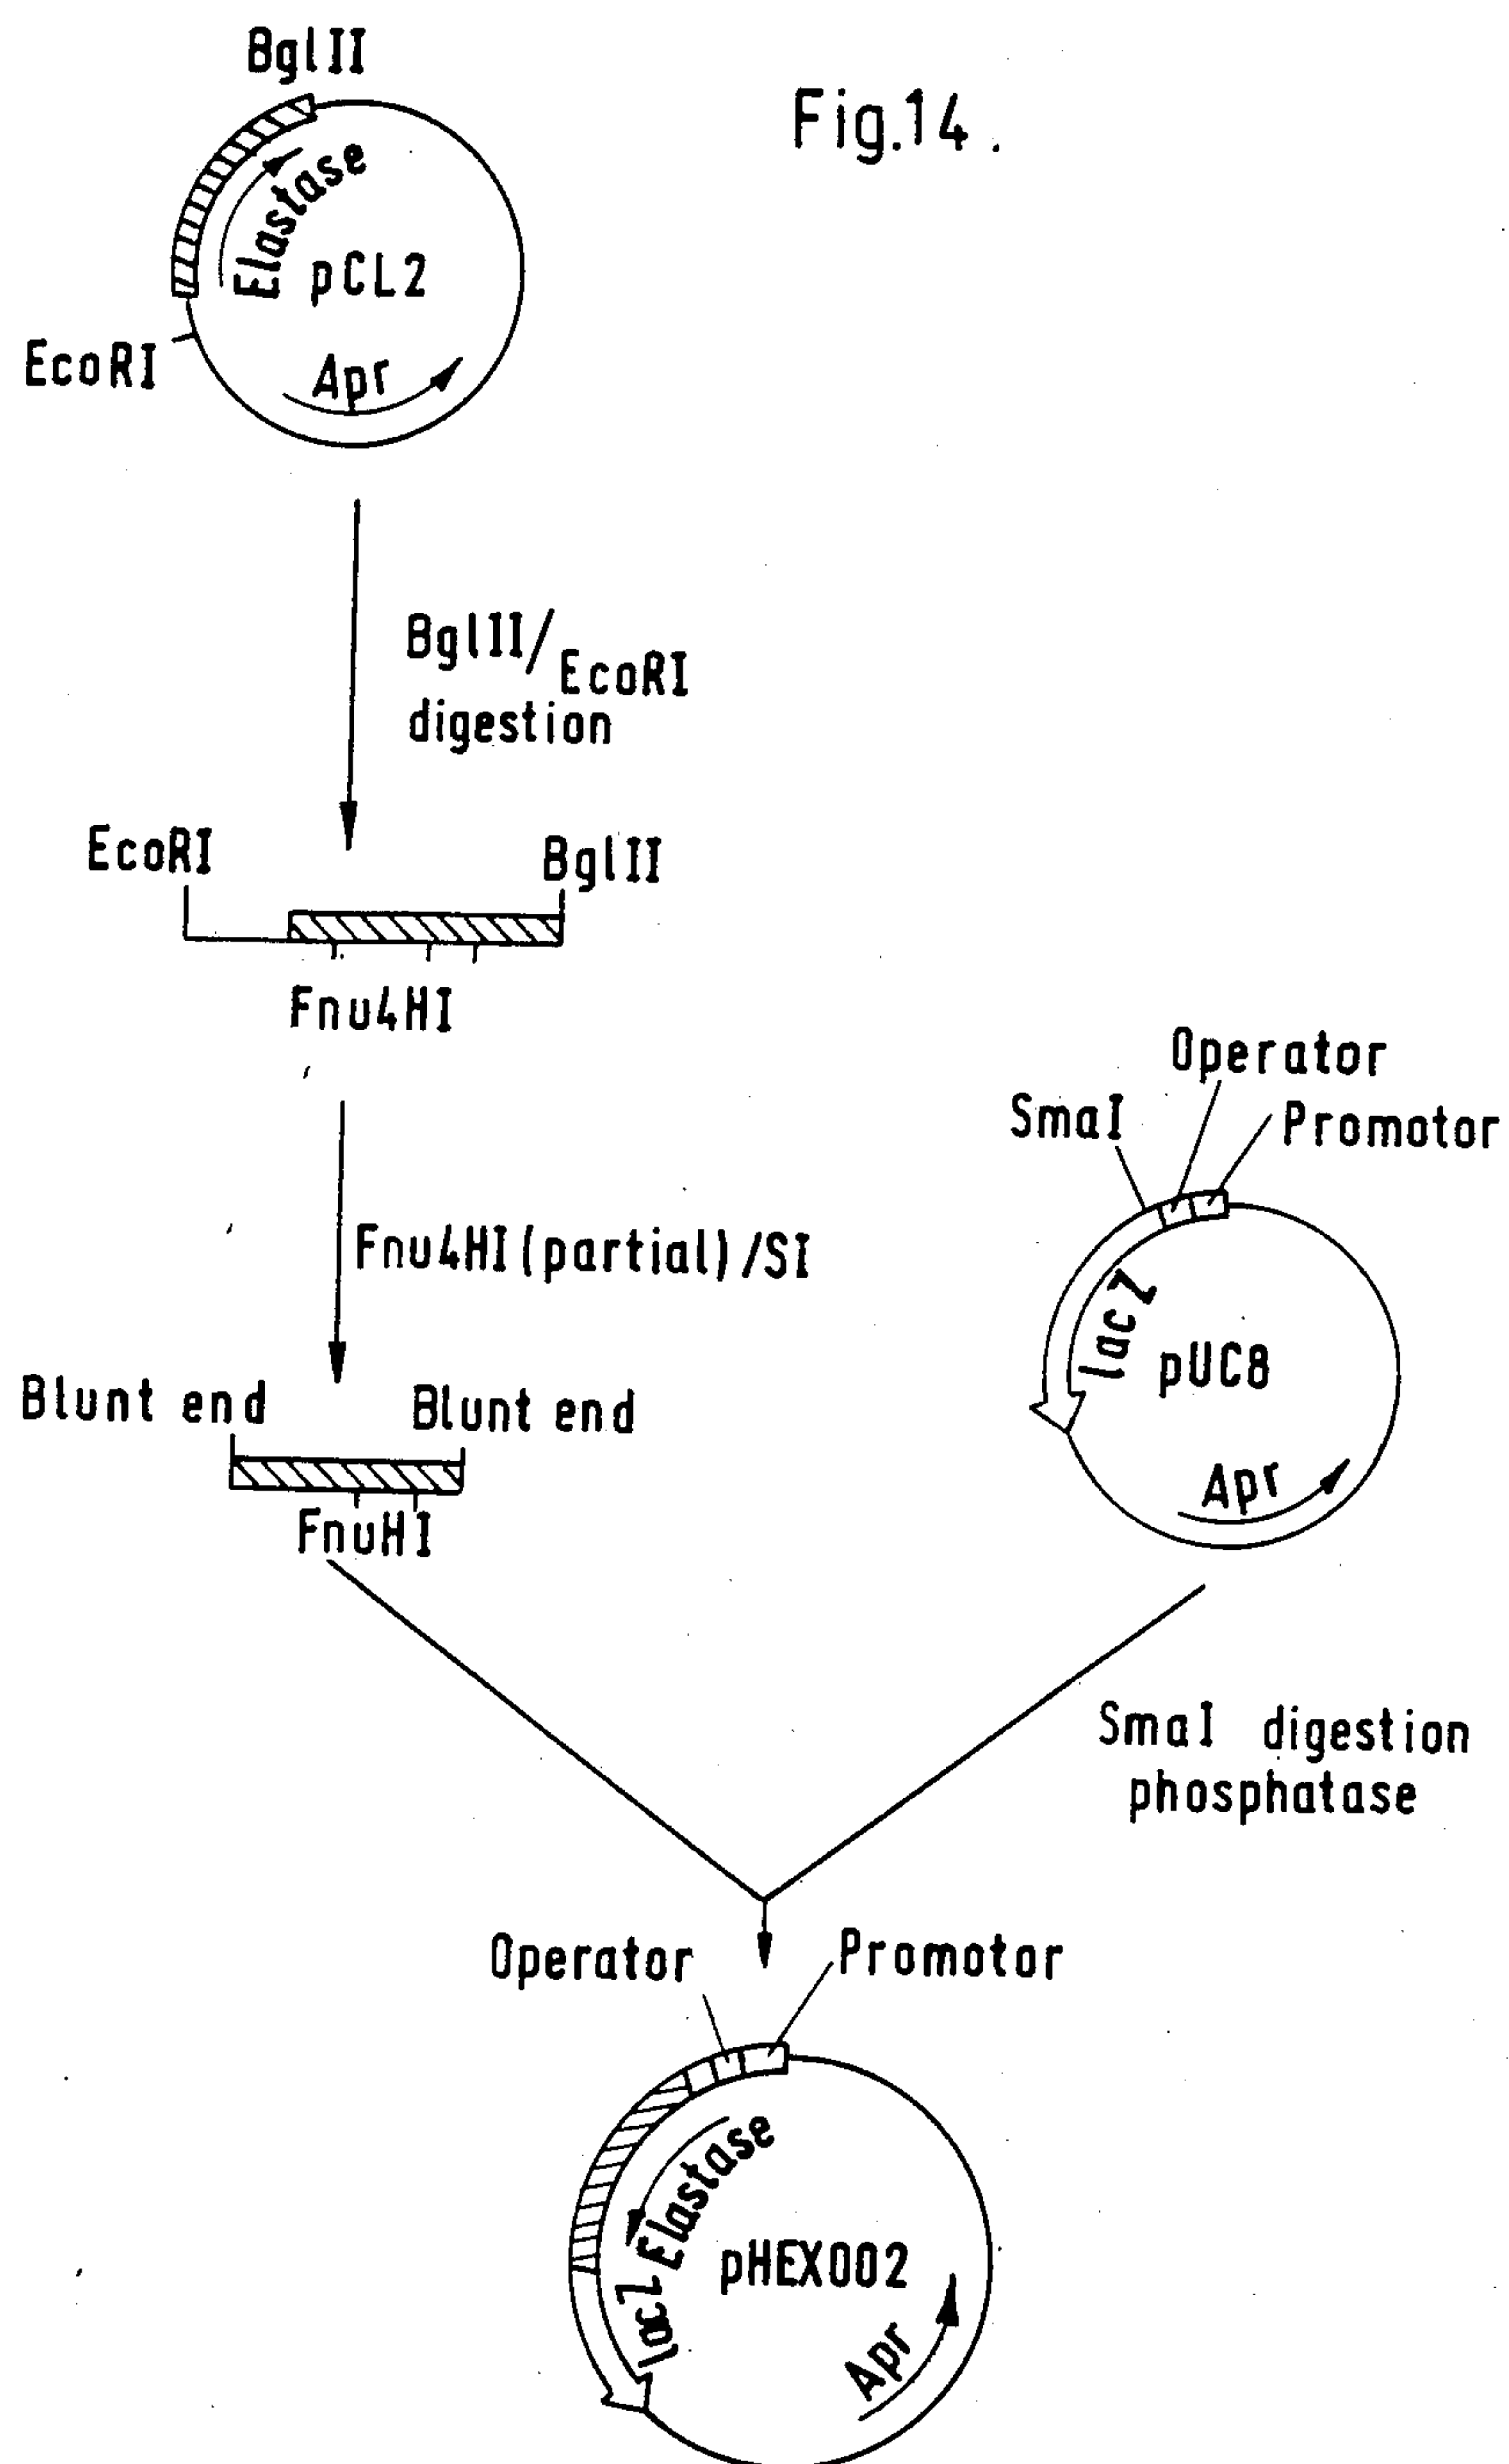 BglII
Fig.14.
Elastase
pCL2
EcoRI
Apr
BglII/EcoRI
digestion
EcoRI
BglII
Fnu4HI
Operator
SmaI
Promotor
Fnu4HI(partial)/SI
lacZ
pUC8
Blunt end
Blunt end
Apr
FnuHI
SmaI digestion
phosphatase
Operator
Promotor
Elastase
lacZ
pHEX002
Apr